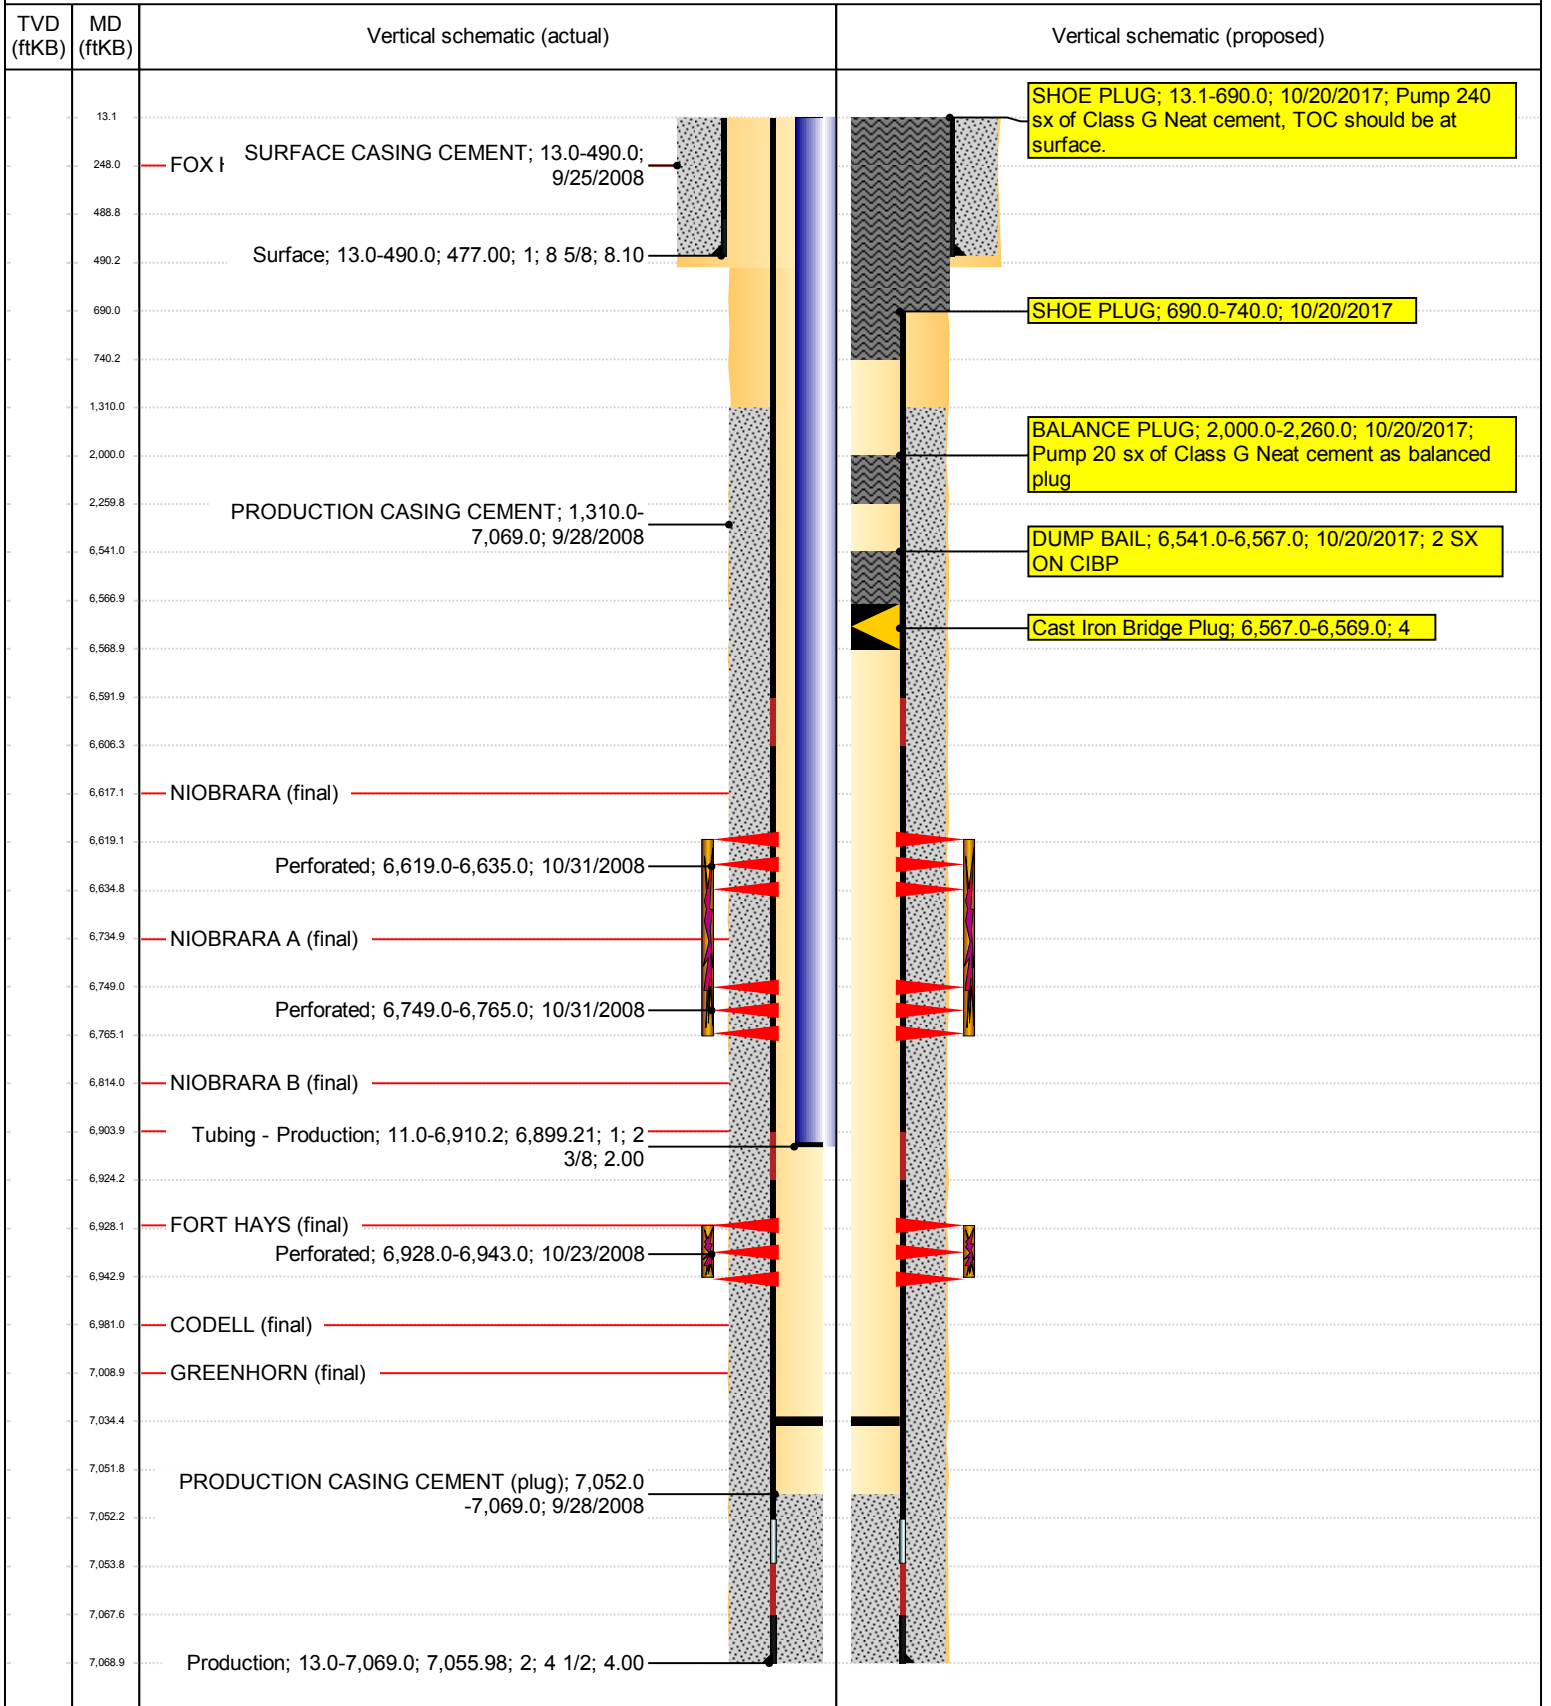 TVD (ftKB)
MD (ftKB)
Vertical schematic (actual)
Vertical schematic (proposed)
13.1
248.0
488.8
490.2
690.0
740.2
1,310.0
2,000.0
2,259.8
6,541.0
6,566.9
6,568.9
6,591.9
6,606.3
6,617.1
6,619.1
6,634.8
6,734.9
6,749.0
6,765.1
6,814.0
6,903.9
6,924.2
6,928.1
6,942.9
6,981.0
7,008.9
7,034.4
7,051.8
7,052.2
7,053.8
7,067.6
7,068.9
FOX
SURFACE CASING CEMENT; 13.0-490.0;
9/25/2008
Surface; 13.0-490.0; 477.00; 1; 8 5/8; 8.10
PRODUCTION CASING CEMENT; 1,310.0-
7,069.0; 9/28/2008
NIOBRARA (final)
Perforated; 6,619.0-6,635.0; 10/31/2008
NIOBRARA A (final)
Perforated; 6,749.0-6,765.0; 10/31/2008
NIOBRARA B (final)
Tubing - Production; 11.0-6,910.2; 6,899.21; 1; 2
3/8; 2.00
FORT HAYS (final)
Perforated; 6,928.0-6,943.0; 10/23/2008
CODELL (final)
GREENHORN (final)
PRODUCTION CASING CEMENT (plug); 7,052.0
-7,069.0; 9/28/2008
Production; 13.0-7,069.0; 7,055.98; 2; 4 1/2; 4.00
SHOE PLUG; 13.1-690.0; 10/20/2017; Pump 240
sx of Class G Neat cement, TOC should be at
surface.
SHOE PLUG; 690.0-740.0; 10/20/2017
BALANCE PLUG; 2,000.0-2,260.0; 10/20/2017;
Pump 20 sx of Class G Neat cement as balanced
plug
DUMP BAIL; 6,541.0-6,567.0; 10/20/2017; 2 SX
ON CIBP
Cast Iron Bridge Plug; 6,567.0-6,569.0; 4